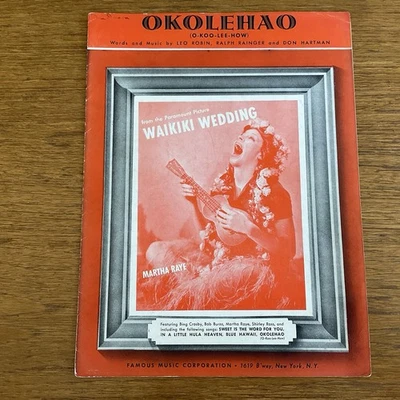 OKOLEHAO
(O-KOO-LEE-HOW)
Words and Music by LEO ROBIN, RALPH RAINGER and DON HARTMAN
from the Paramount Picture
WAIKIKI WEDDING
MARTHA RAYE
Featuring Bing Crosby, Bob Burns, Martha Raye, Shirley Ross, and
including the following songs: SWEET IS THE WORD FOR YOU,
IN A LITTLE HULA HEAVEN, BLUE HAWAII, OKOLEHAO
(O-Koo-Lee-How)
FAMOUS MUSIC CORPORATION • 1619 B'way, New York, N.Y.